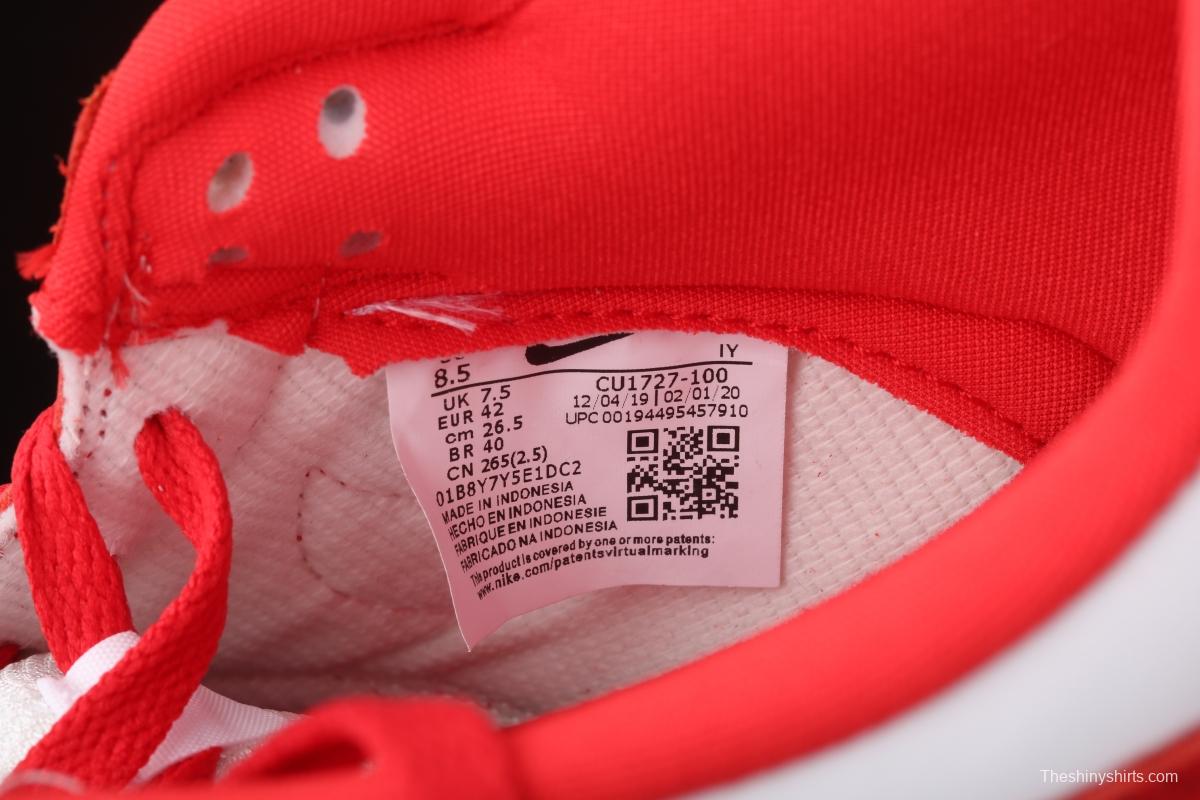 8.5
UK 7.5
EUR 42
cm 26.5
BR 40
CN 265(2.5)
01B8Y7Y5E1DC2
MADE IN INDONESIA
HECHO EN INDONESIA
FABRIQUE EN INDONESIE
FABRICADO NA INDONESIA
This product is covered by one or more patents:
www.nike.com/patentsvirtualmarking
IY
CU1727-100
12/04/19 | 02/01/20
UPC 00194495457910
Theshinyshirts.com